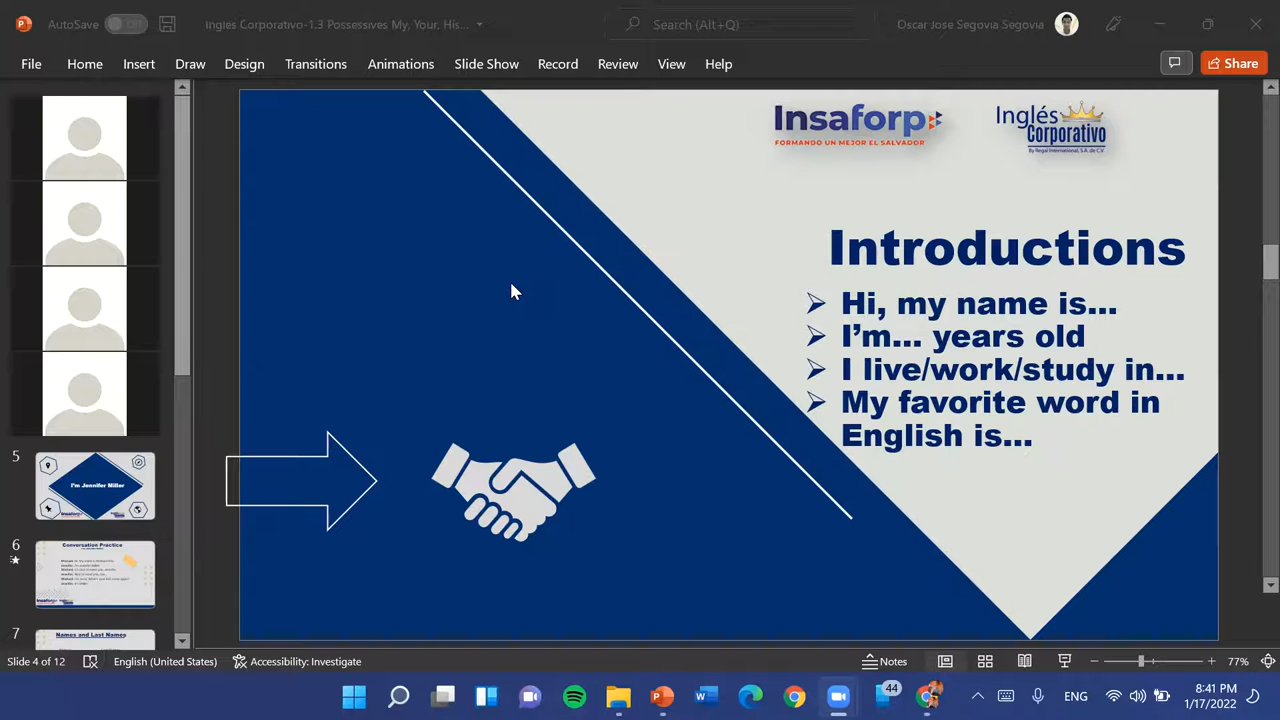 AutoSave Off
Ingles Corporativo-1.3 Possessives My, Your, His...
Search (Alt+Q)
Oscar Jose Segovia Segovia
File Home Insert Draw Design Transitions Animations Slide Show Record Review View Help
Share
Insaforp
FORMANDO UN MEJOR EL SALVADOR
Inglés
Corporativo
By Regal International, S.A. de C.V.
Introductions
Hi, my name is...
I'm... years old
I live/work/study in...
My favorite word in
English is...
5
I'm Jennifer Miller
6
Conversation Practice
7
Names and Last Names
Slide 4 of 12 English (United States) Accessibility: Investigate Notes 77%
44
ENG
8:41 PM
1/17/2022